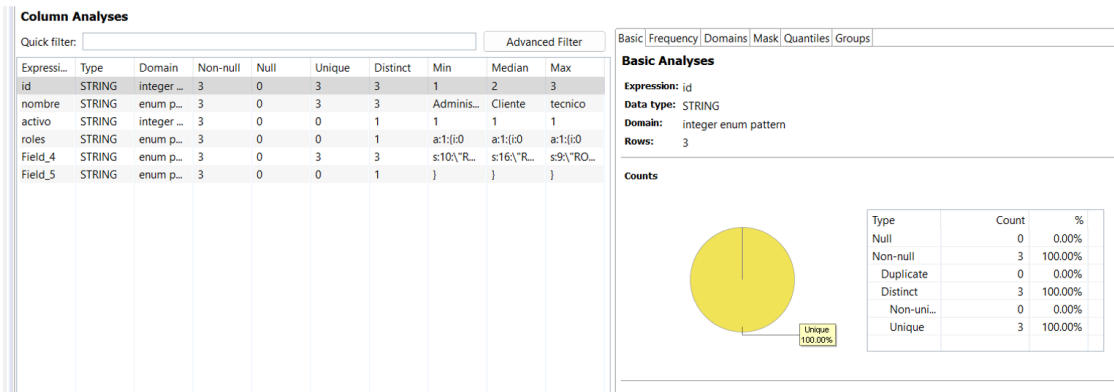 Column Analyses
Quick filter:
Advanced Filter
Expressi... Type Domain Non-null Null Unique Distinct Min Median Max
id STRING integer ... 3 0 3 3 1 2 3
nombre STRING enum p... 3 0 3 3 Adminis... Cliente tecnico
activo STRING integer ... 3 0 0 1 1 1 1
roles STRING enum p... 3 0 0 1 a:1:{i:0 a:1:{i:0 a:1:{i:0
Field_4 STRING enum p... 3 0 3 3 s:10:\"R... s:16:\"R... s:9:\"RO...
Field_5 STRING enum p... 3 0 0 1 } } }
Basic Frequency Domains Mask Quantiles Groups
Basic Analyses
Expression: id
Data type: STRING
Domain: integer enum pattern
Rows: 3
Counts
Unique
100.00%
Type Count %
Null 0 0.00%
Non-null 3 100.00%
Duplicate 0 0.00%
Distinct 3 100.00%
Non-uni... 0 0.00%
Unique 3 100.00%